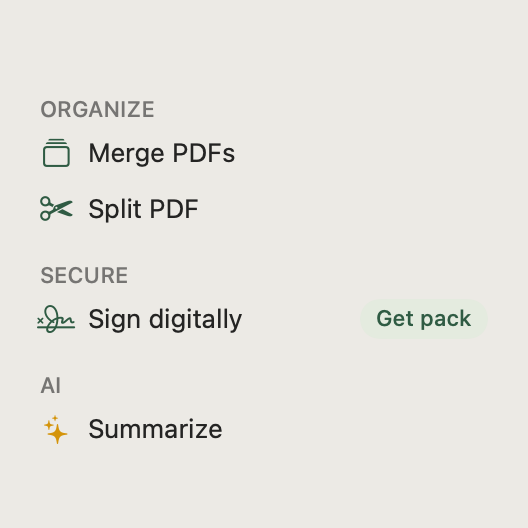 ORGANIZE
Merge PDFs
Split PDF
SECURE
Sign digitally Get pack
AI
Summarize